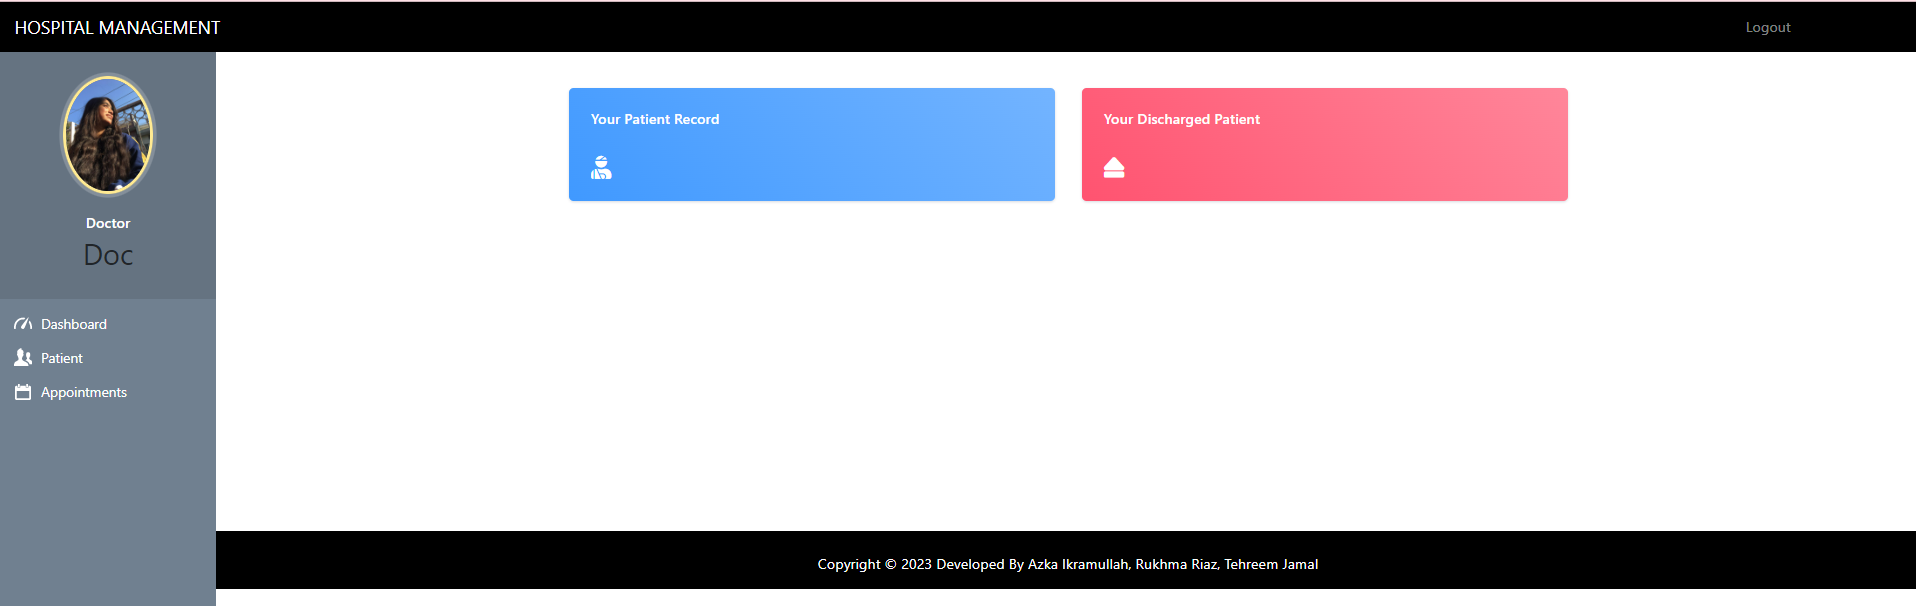 HOSPITAL MANAGEMENT
Logout
Doctor
Doc
Dashboard
Patient
Appointments
Your Patient Record
Your Discharged Patient
Copyright © 2023 Developed By Azka Ikramullah, Rukhma Riaz, Tehreem Jamal